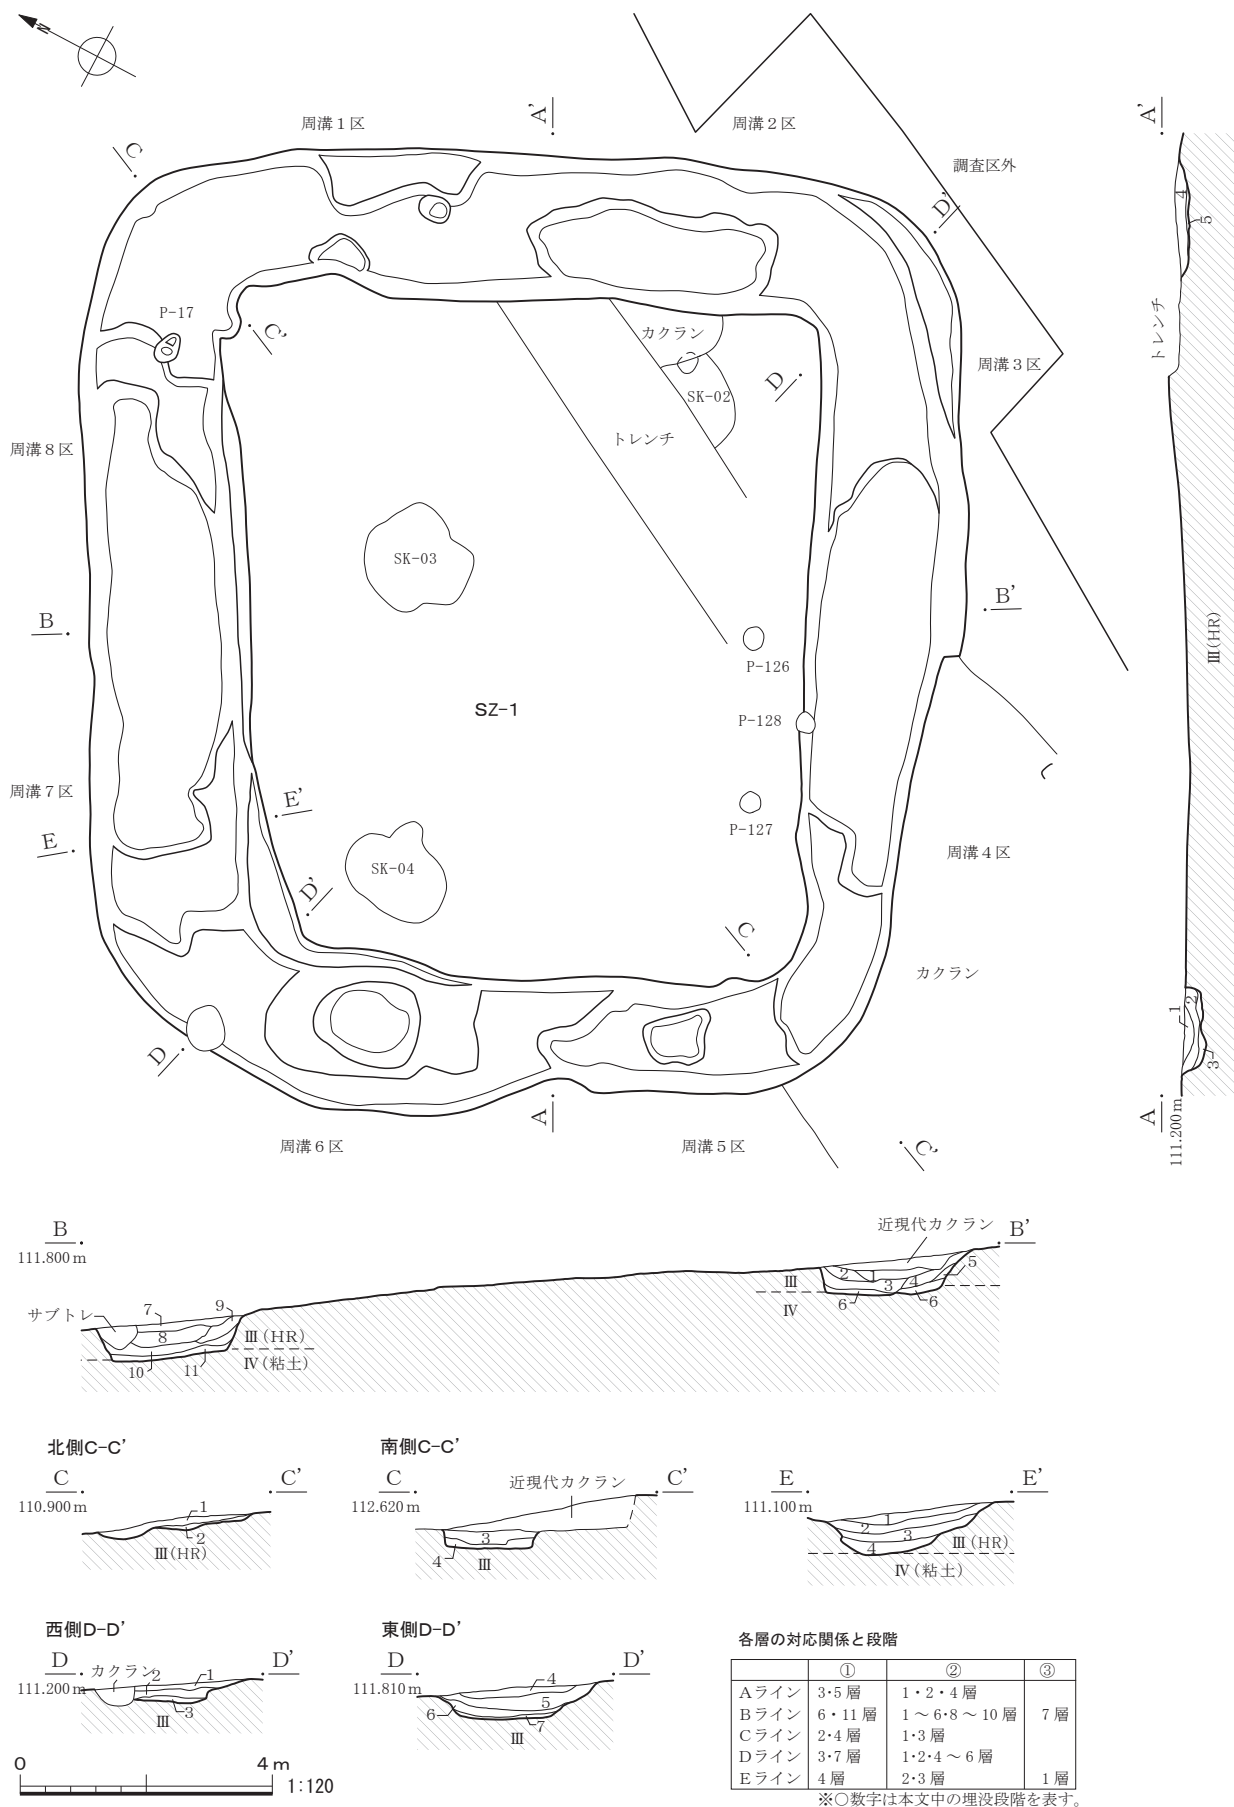 N
周溝１区
A'
周溝２区
A'
C
調査区外
D'
4
5
P-17
C'
カクラン
トレンチ
周溝３区
D
SK-02
トレンチ
周溝８区
SK-03
B
B'
Ⅲ(HR)
P-126
SZ-1
P-128
周溝７区
E'
P-127
E
周溝４区
SK-04
D'
C
カクラン
1
2
3
D
A
A
111.200m
周溝６区
周溝５区
C'
B
111.800m
近現代カクラン
B'
サブトレ
7
8
9
10
11
Ⅲ(HR)
Ⅳ(粘土)
Ⅲ
Ⅳ
2
1
3
4
5
6
6
北側C-C'
C
C'
110.900m
1
2
Ⅲ(HR)
南側C-C'
C
近現代カクラン
C'
112.620m
3
4
Ⅲ
E
E'
111.100m
1
2
3
4
Ⅲ(HR)
Ⅳ(粘土)
西側D-D'
D
カクラン
D'
111.200m
2
1
3
Ⅲ
東側D-D'
D
D'
111.810m
4
5
6
7
Ⅲ
各層の対応関係と段階
① ② ③
Aライン 3･5層 1・2・4層
Bライン 6・11層 1～6･8～10層 7層
Cライン 2･4層 1･3層
Dライン 3･7層 1･2･4～6層
Eライン 4層 2･3層 1層
※○数字は本文中の埋没段階を表す。
0 4m
1:120